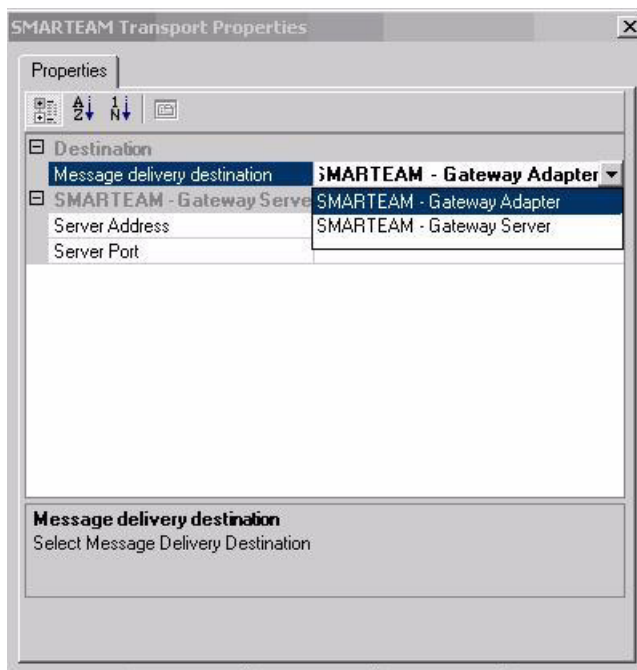 SMARTEAM Transport Properties
Properties
Destination
Message delivery destination SMARTEAM - Gateway Adapter
SMARTEAM - Gateway Serve SMARTEAM - Gateway Adapter
Server Address SMARTEAM - Gateway Server
Server Port
Message delivery destination
Select Message Delivery Destination